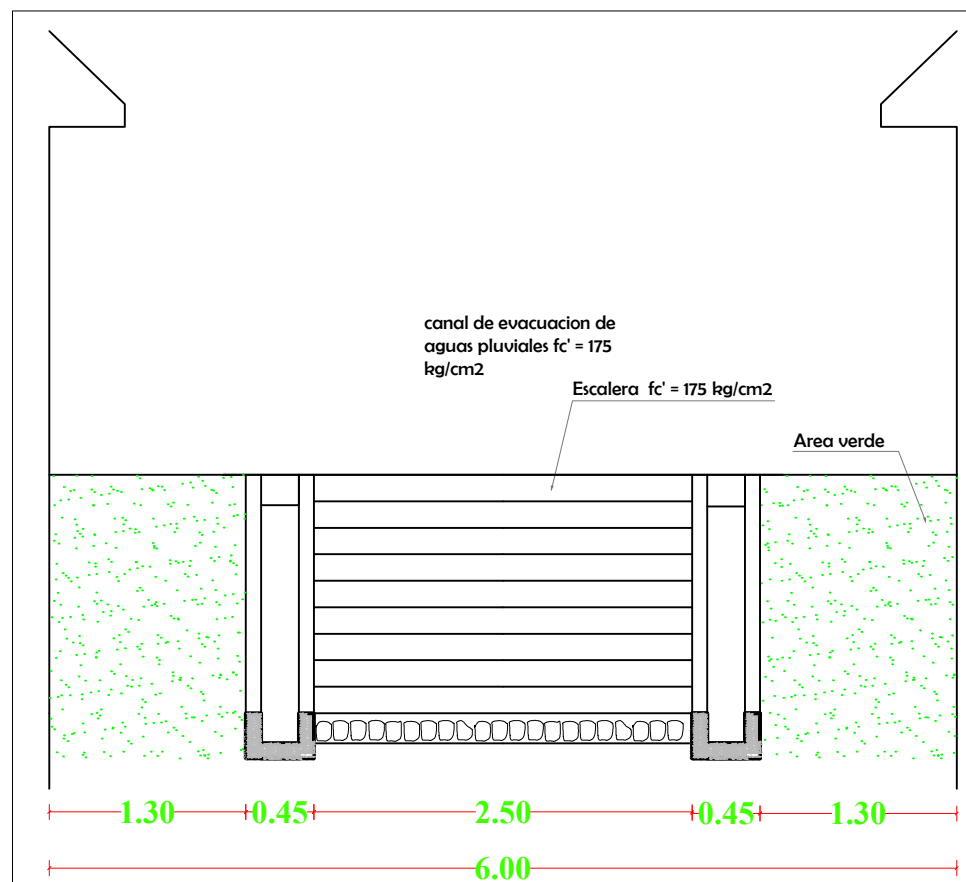 canal de evacuacion de
aguas pluviales fc' = 175
kg/cm2
Escalera fc' = 175 kg/cm2
Area verde
1.30 0.45 2.50 0.45 1.30
6.00